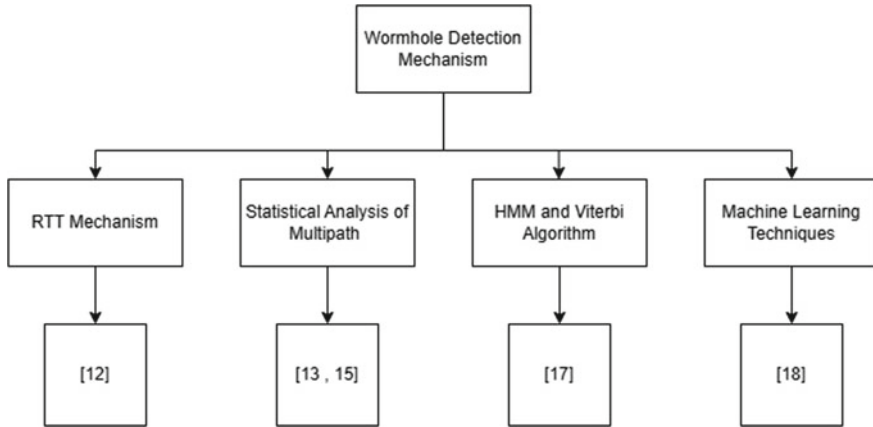 Wormhole Detection
Mechanism
RTT Mechanism
Statistical Analysis of
Multipath
HMM and Viterbi
Algorithm
Machine Learning
Techniques
[12]
[13 , 15]
[17]
[18]